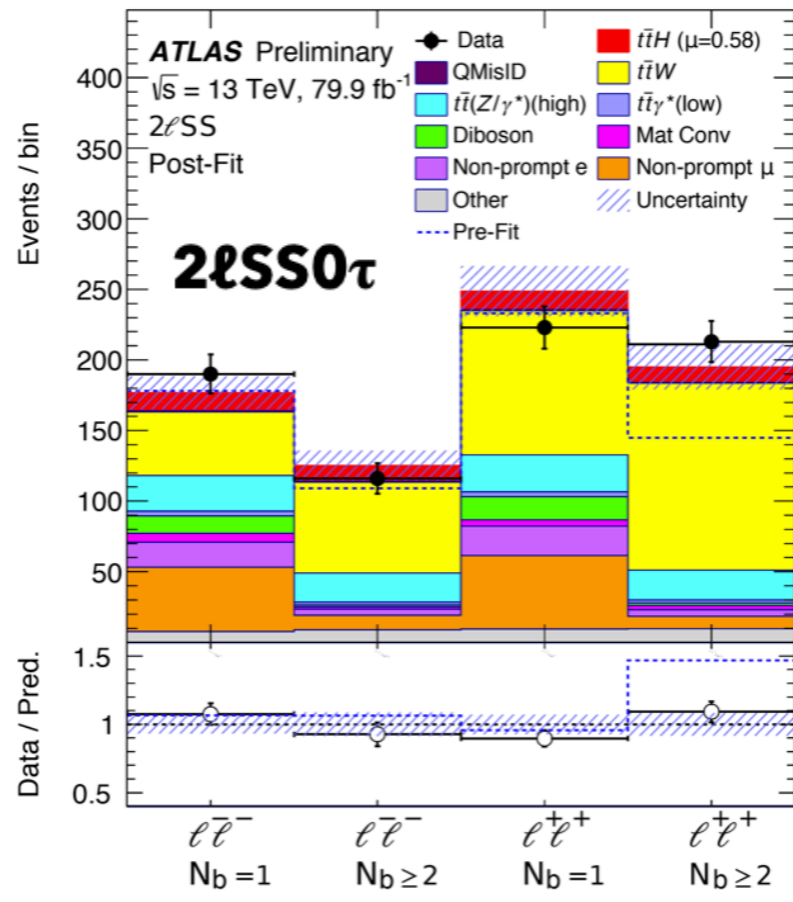 ATLAS Preliminary
√s = 13 TeV, 79.9 fb⁻¹
2ℓSS
Post-Fit
Data
tt̄H (μ=0.58)
QMisID
tt̄W
tt̄(Z/γ*)(high)
tt̄γ*(low)
Diboson
Mat Conv
Non-prompt e
Non-prompt μ
Other
Uncertainty
Pre-Fit
2ℓSS0τ
Events / bin
400
350
300
250
200
150
100
50
Data / Pred.
1.5
1
0.5
ℓ⁻ℓ⁻
N_b = 1
ℓ⁻ℓ⁻
N_b ≥ 2
ℓ⁺ℓ⁺
N_b = 1
ℓ⁺ℓ⁺
N_b ≥ 2